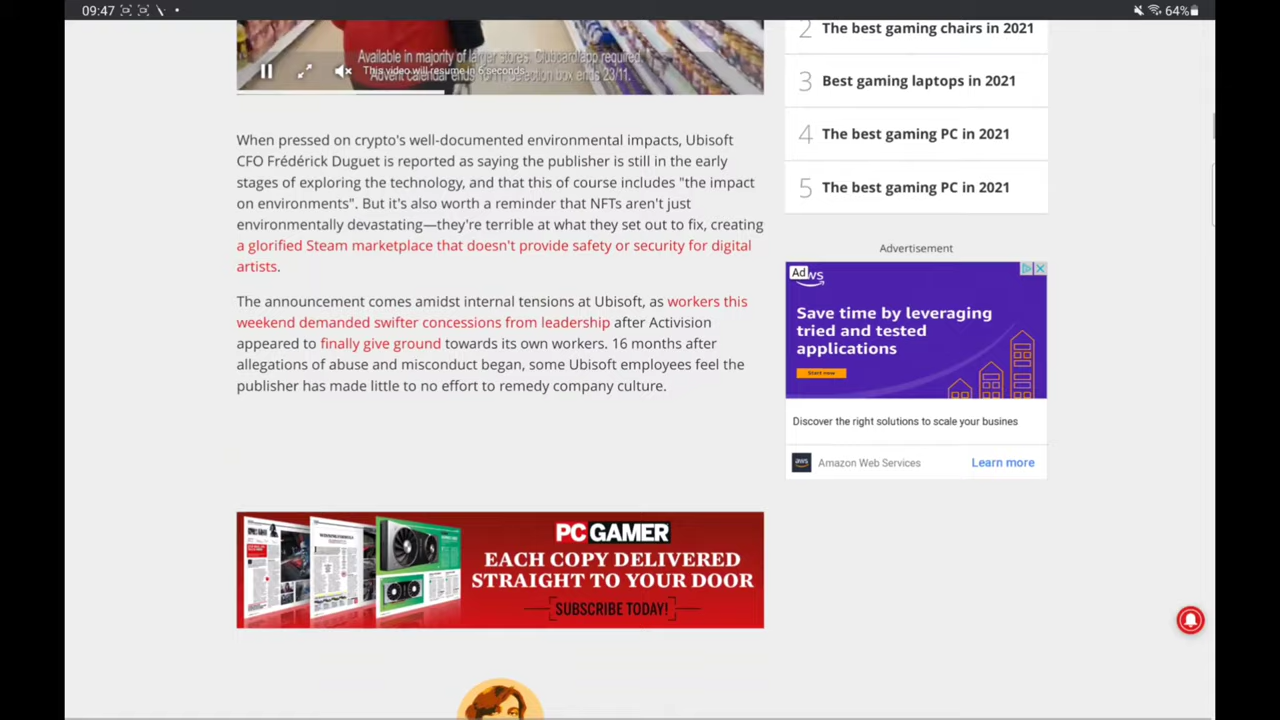 09:47
64%
Available in majority of larger stores. Clubcard/app required.
This video will resume in 6 seconds
Advent Calendar ends Selection box ends 23/11.
When pressed on crypto's well-documented environmental impacts, Ubisoft
CFO Frédérick Duguet is reported as saying the publisher is still in the early
stages of exploring the technology, and that this of course includes "the impact
on environments". But it's also worth a reminder that NFTs aren't just
environmentally devastating—they're terrible at what they set out to fix, creating
a glorified Steam marketplace that doesn't provide safety or security for digital
artists.
The announcement comes amidst internal tensions at Ubisoft, as workers this
weekend demanded swifter concessions from leadership after Activision
appeared to finally give ground towards its own workers. 16 months after
allegations of abuse and misconduct began, some Ubisoft employees feel the
publisher has made little to no effort to remedy company culture.
PC GAMER
EACH COPY DELIVERED
STRAIGHT TO YOUR DOOR
SUBSCRIBE TODAY!
2 The best gaming chairs in 2021
3 Best gaming laptops in 2021
4 The best gaming PC in 2021
5 The best gaming PC in 2021
Advertisement
Ad
Save time by leveraging
tried and tested
applications
Start now
Discover the right solutions to scale your busines
aws Amazon Web Services Learn more